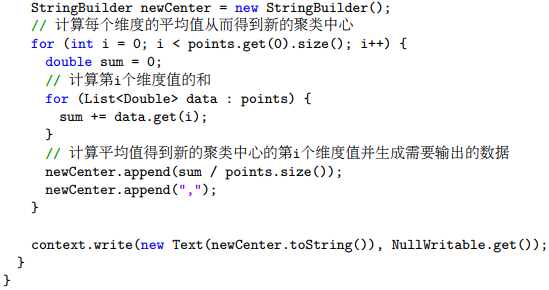 StringBuilder newCenter = new StringBuilder();
// 计算每个维度的平均值从而得到新的聚类中心
for (int i = 0; i < points.get(0).size(); i++) {
double sum = 0;
// 计算第i个维度值的和
for (List<Double> data : points) {
sum += data.get(i);
}
// 计算平均值得到新的聚类中心的第i个维度值并生成需要输出的数据
newCenter.append(sum / points.size());
newCenter.append(",");
}
context.write(new Text(newCenter.toString()), NullWritable.get());
}
}